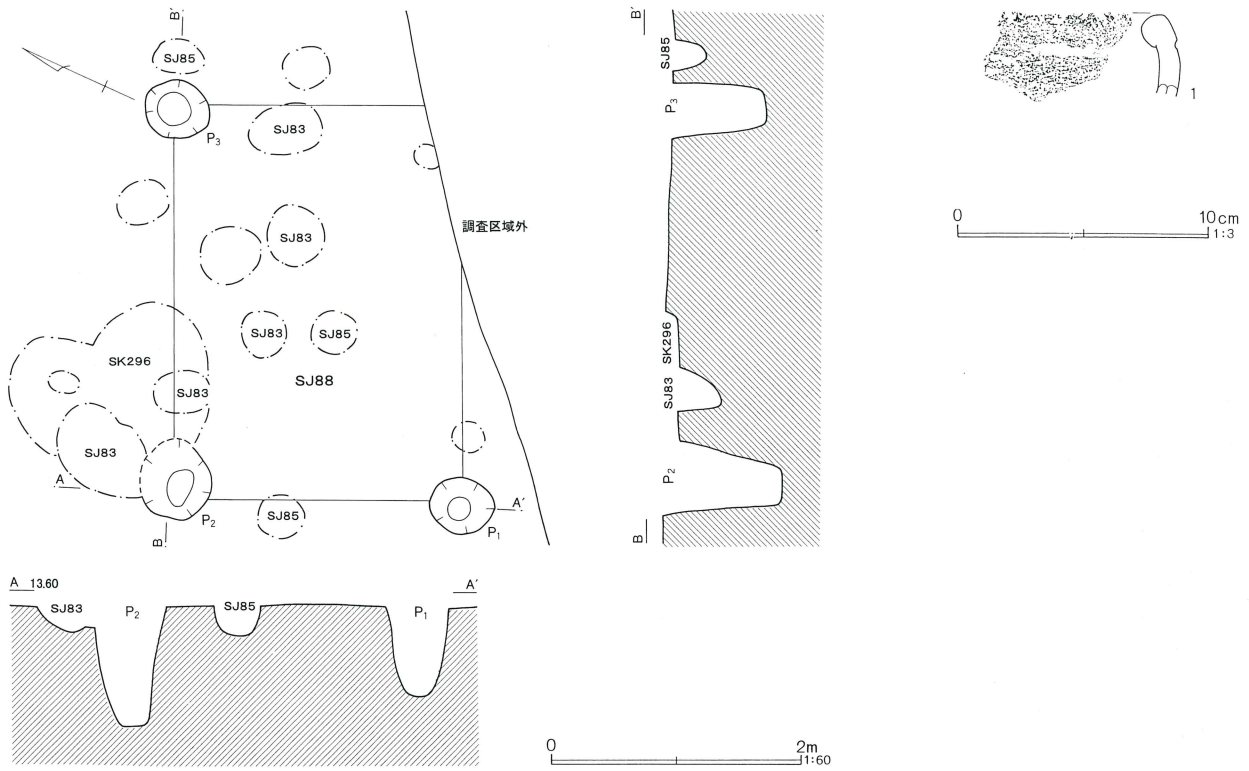 B'
SJ85
P3
SJ83
調査区域外
SJ83
SJ83
SJ85
SK296
SJ88
SJ83
SJ83
A
SJ85
A'
P2
P1
B
B'
SJ85
P3
SK296
SJ83
P2
B
A 13.60
A'
SJ83
P2
SJ85
P1
0
2m
1:60
1
0
10cm
1:3